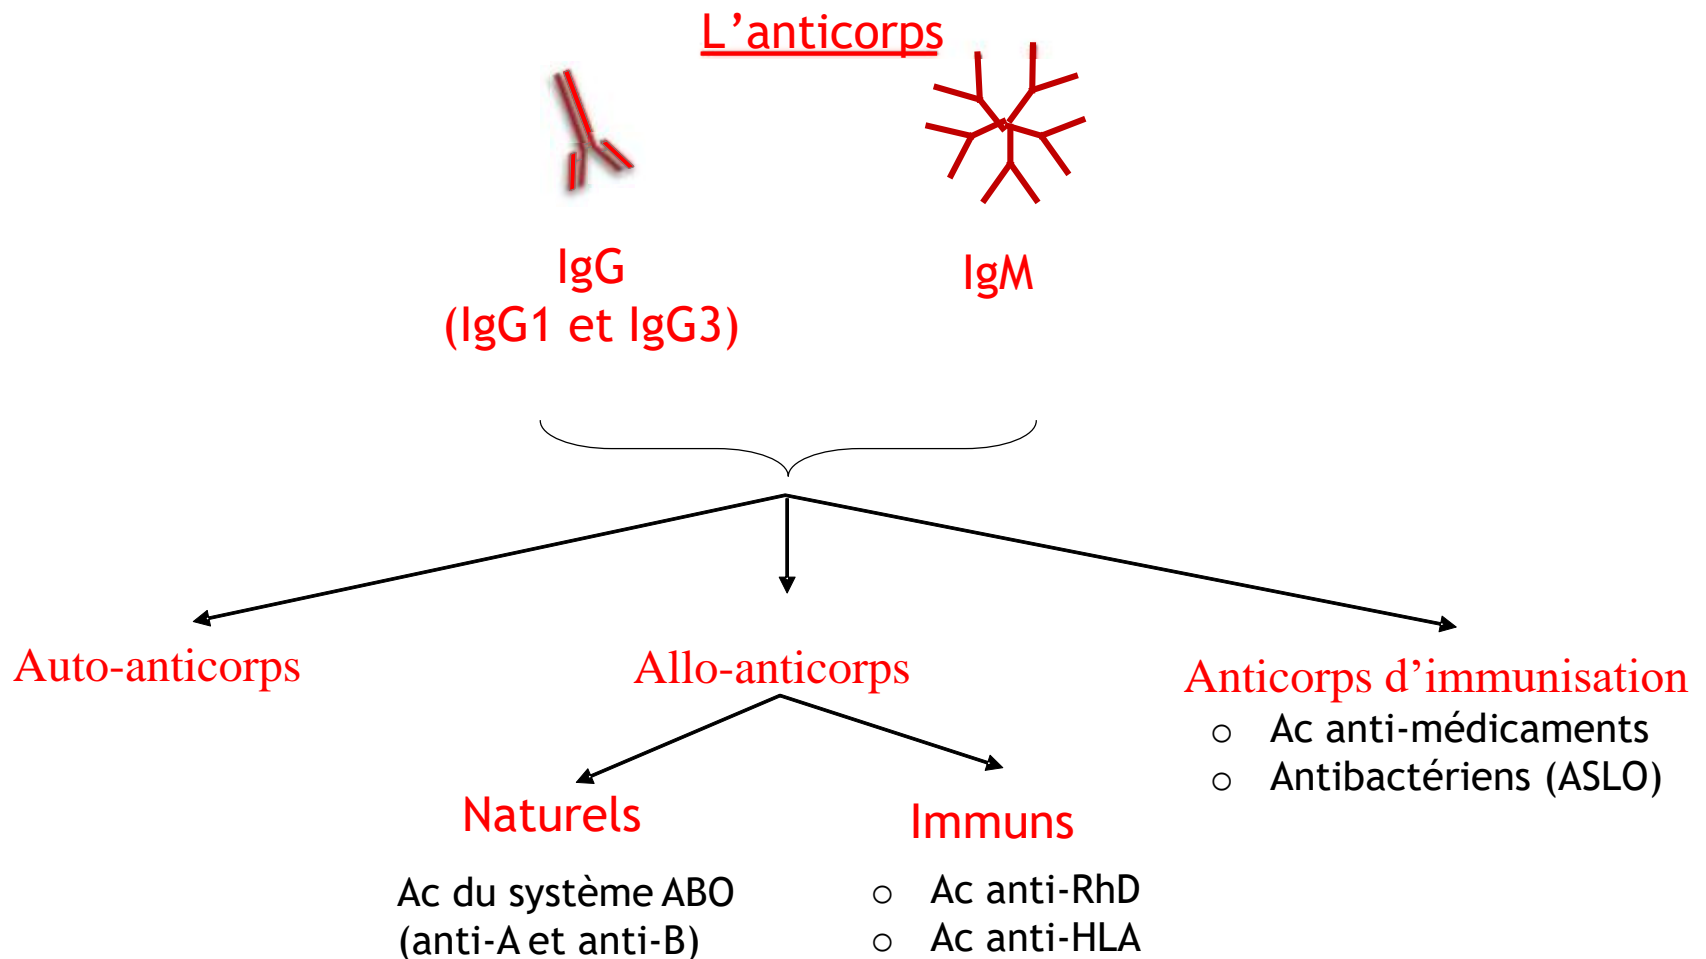 L’anticorps
IgG
(IgG1 et IgG3)
IgM
Auto-anticorps
Allo-anticorps
Anticorps d’immunisation
o Ac anti-médicaments
o Antibactériens (ASLO)
Naturels
Ac du système ABO
(anti-A et anti-B)
Immuns
o Ac anti-RhD
o Ac anti-HLA